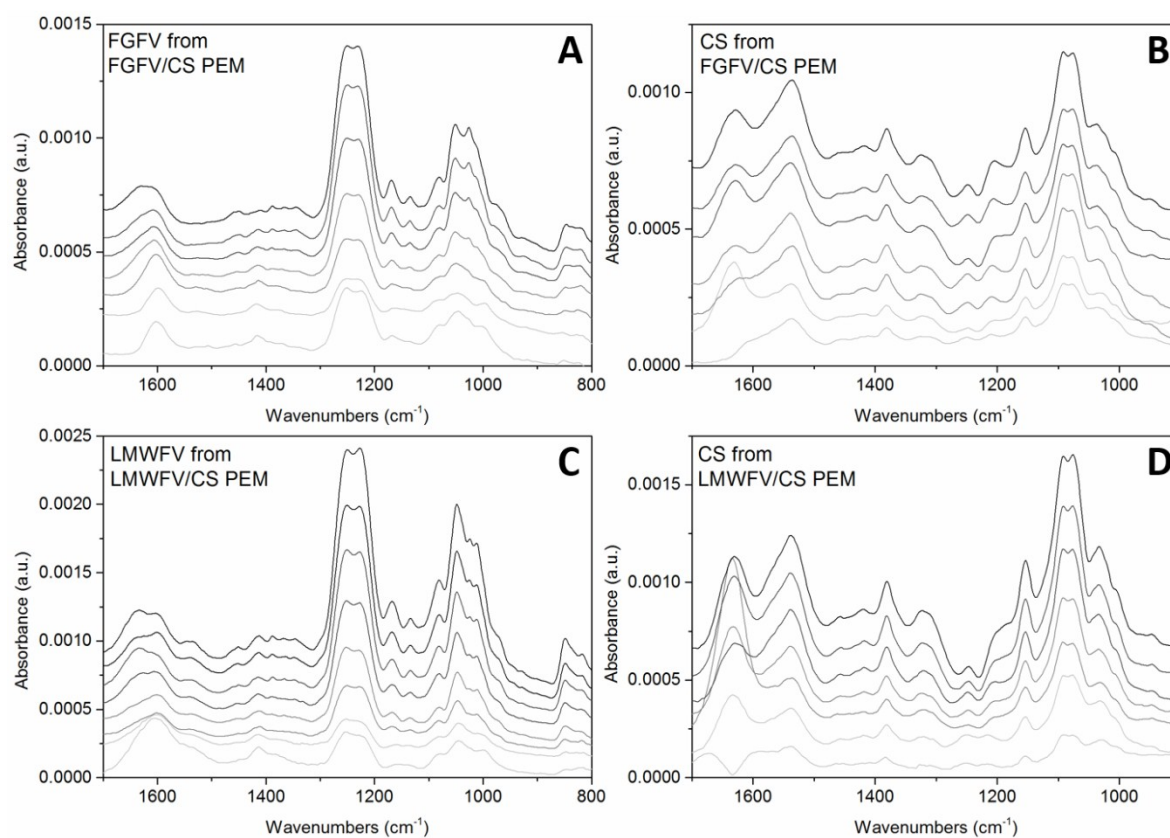 FGFV from
FGFV/CS PEM
A
0.0015
0.0010
0.0005
0.0000
Absorbance (a.u.)
1600 1400 1200 1000 800
Wavenumbers (cm⁻¹)
CS from
FGFV/CS PEM
B
0.0010
0.0005
0.0000
Absorbance (a.u.)
1600 1400 1200 1000
Wavenumbers (cm⁻¹)
LMWFV from
LMWFV/CS PEM
C
0.0025
0.0020
0.0015
0.0010
0.0005
0.0000
Absorbance (a.u.)
1600 1400 1200 1000 800
Wavenumbers (cm⁻¹)
CS from
LMWFV/CS PEM
D
0.0015
0.0010
0.0005
0.0000
Absorbance (a.u.)
1600 1400 1200 1000
Wavenumbers (cm⁻¹)